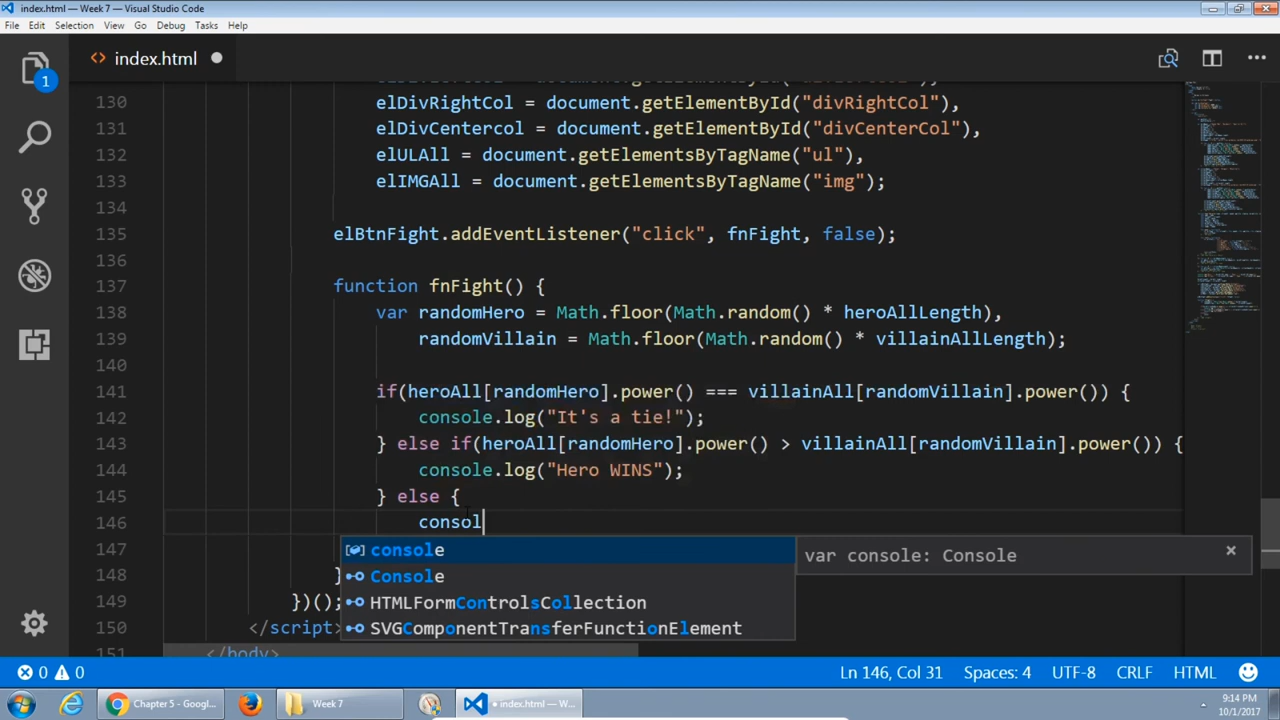 index.html — Week 7 — Visual Studio Code
File Edit Selection View Go Debug Tasks Help
index.html
1
130 elDivRightCol = document.getElementById("divRightCol"),
131 elDivCentercol = document.getElementById("divCenterCol"),
132 elULAll = document.getElementsByTagName("ul"),
133 elIMGAll = document.getElementsByTagName("img");
134
135 elBtnFight.addEventListener("click", fnFight, false);
136
137 function fnFight() {
138 var randomHero = Math.floor(Math.random() * heroAllLength),
139 randomVillain = Math.floor(Math.random() * villainAllLength);
140
141 if(heroAll[randomHero].power() === villainAll[randomVillain].power()) {
142 console.log("It's a tie!");
143 } else if(heroAll[randomHero].power() > villainAll[randomVillain].power()) {
144 console.log("Hero WINS");
145 } else {
146 consol
147
console
var console: Console
Console
148 }
149 })();
HTMLFormControlsCollection
150 </script>
SVGComponentTransferFunctionElement
151 </body>
0 0 Ln 146, Col 31 Spaces: 4 UTF-8 CRLF HTML
Chapter 5 - Googl... Week 7 • index.html — W... 9:14 PM
10/1/2017